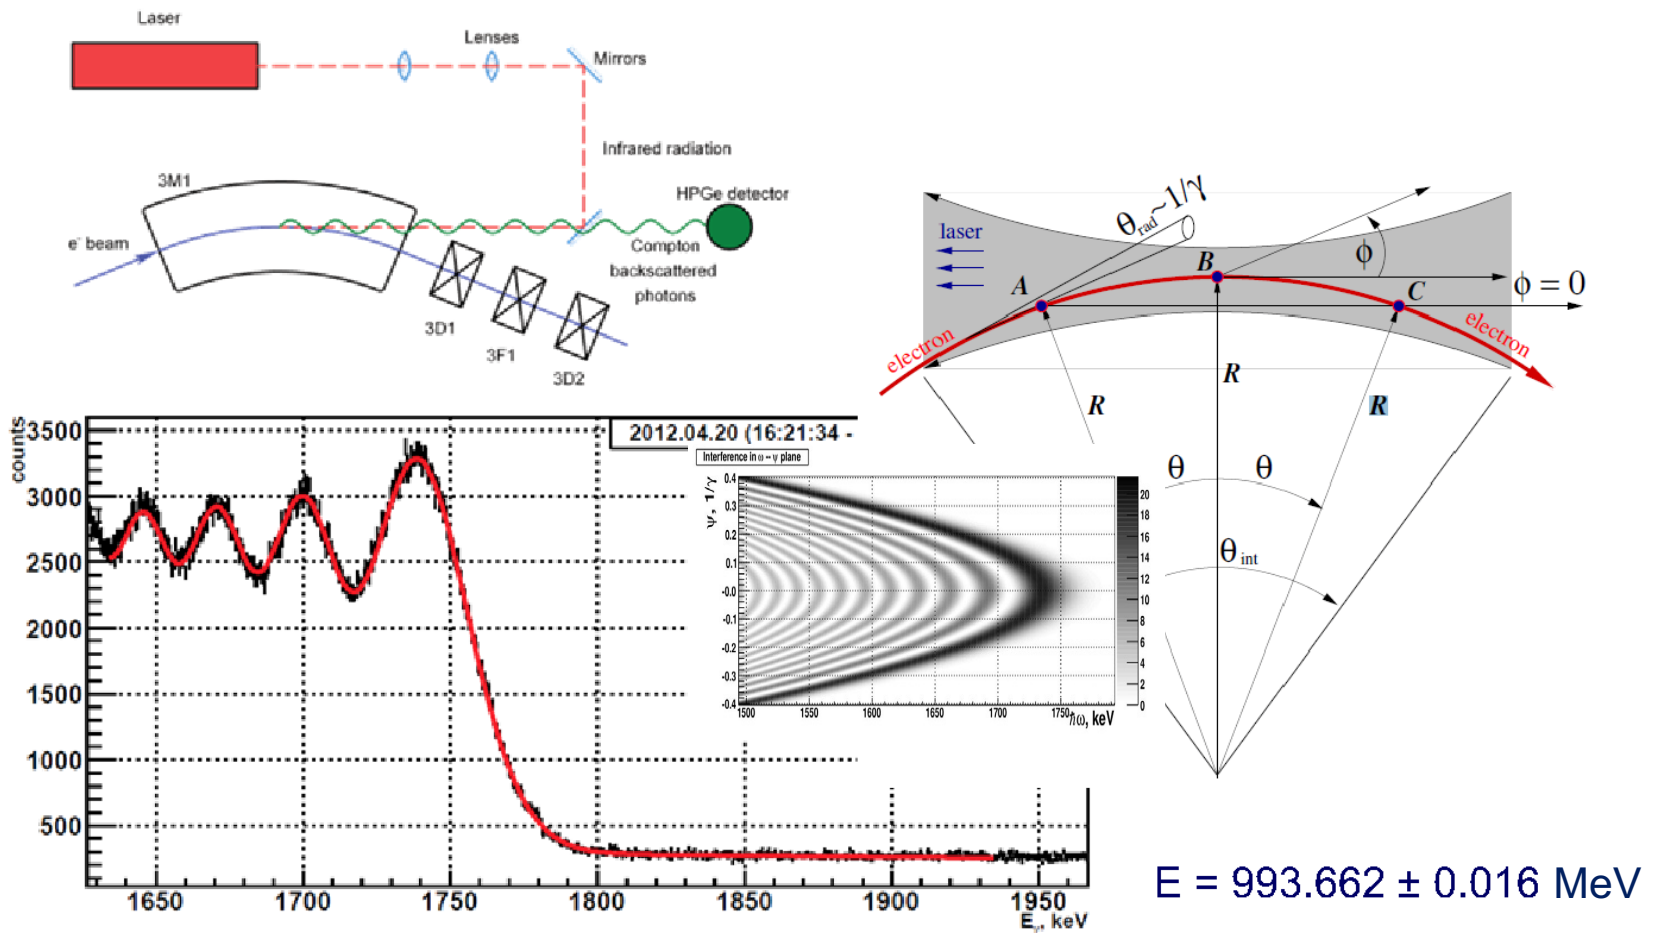 Laser
Lenses
Mirrors
Infrared radiation
3M1
HPGe detector
e⁻ beam
Compton
backscattered
photons
3D1
3F1
3D2
θrad~1/γ
laser
A
B
C
ϕ
ϕ = 0
electron
electron
R
R
R
θ
θ
θint
counts
3500
3000
2500
2000
1500
1000
500
2012.04.20 (16:21:34 -
1650
1700
1750
1800
1850
1900
1950
Eγ, keV
Interference in ω – ψ plane
ψ, 1/γ
0.4
0.3
0.2
0.1
-0.0
-0.1
-0.2
-0.3
-0.4
1500
1550
1600
1650
1700
1750
ħω, keV
20
18
16
14
12
10
8
6
4
2
0
E = 993.662 ± 0.016 MeV